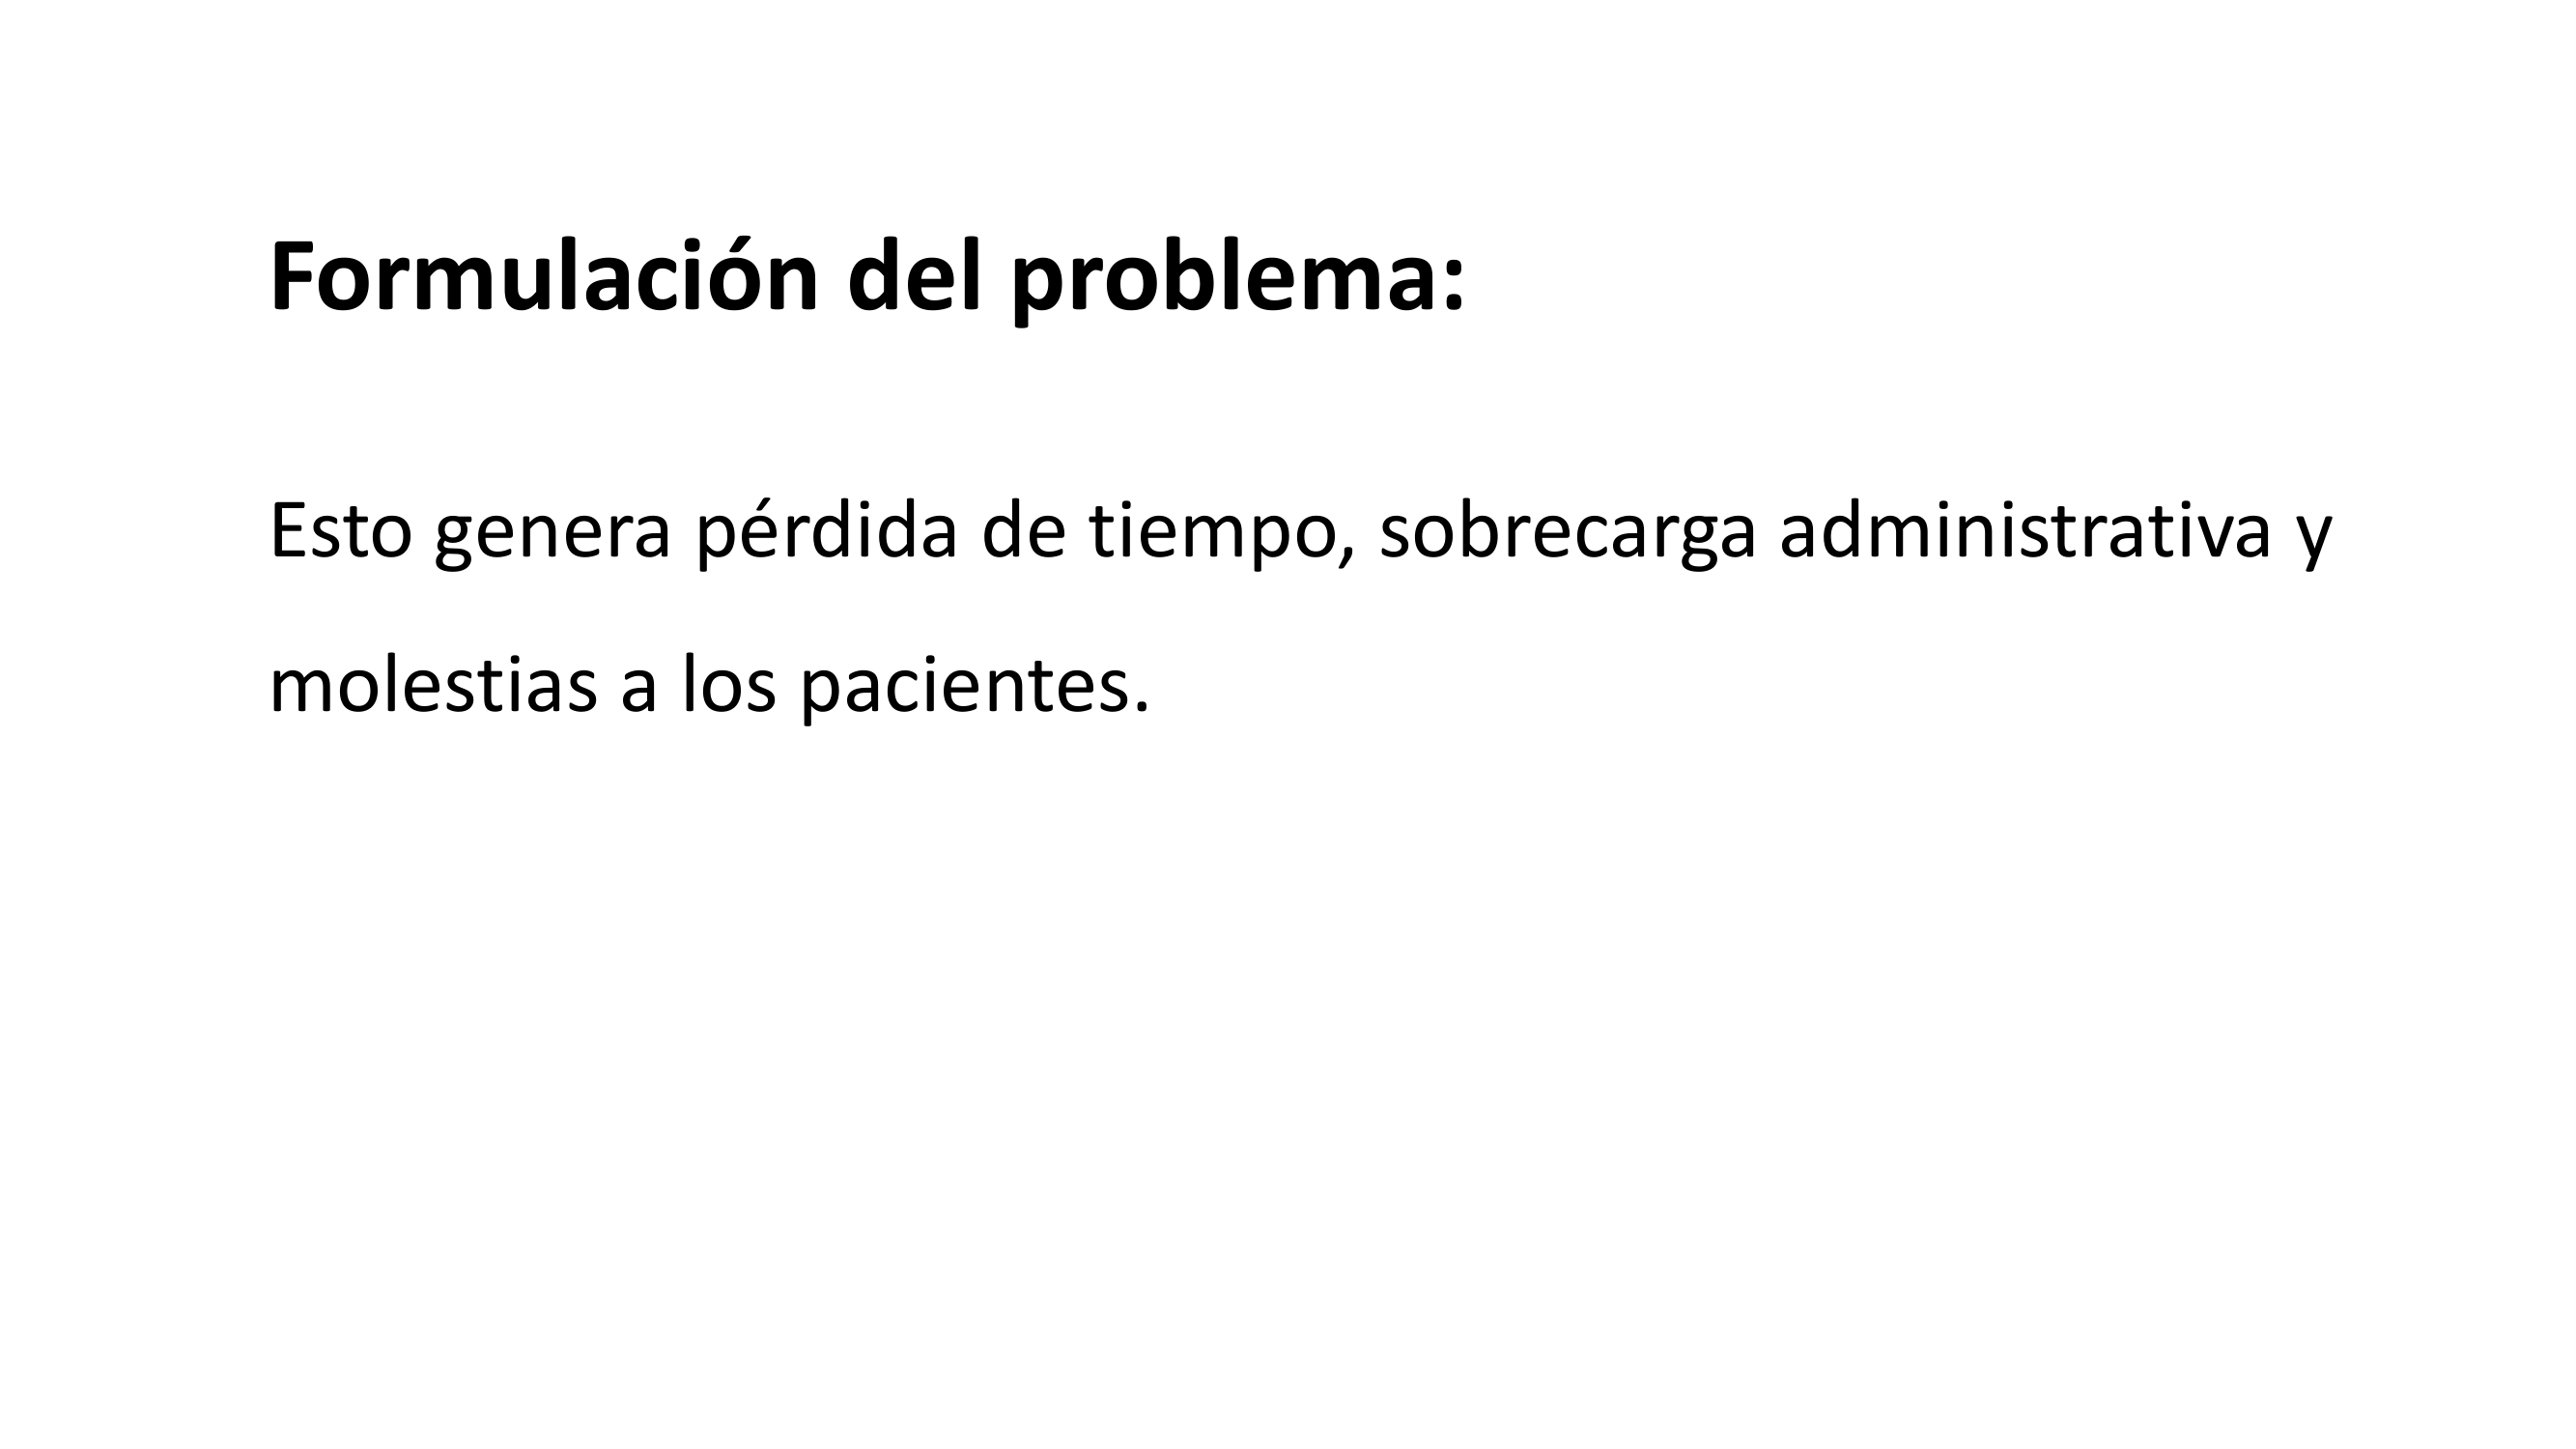 Formulación del problema:
Esto genera pérdida de tiempo, sobrecarga administrativa y
molestias a los pacientes.